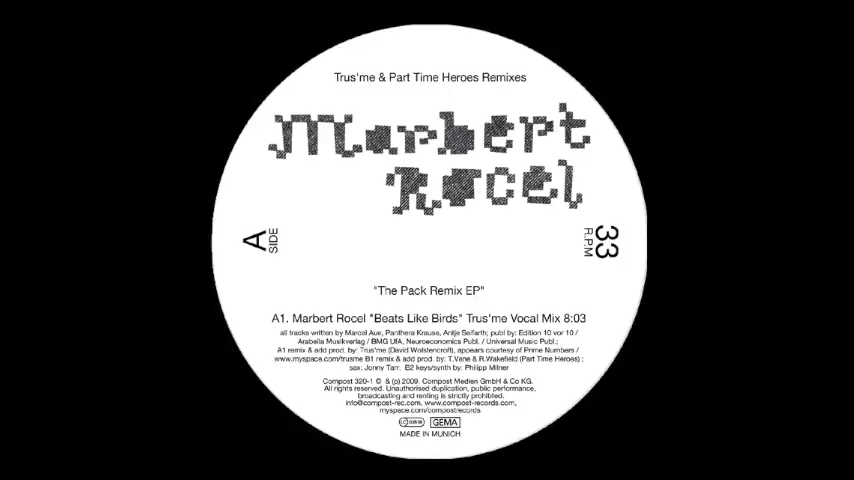 Trus'me & Part Time Heroes Remixes
Marbert
Rocel
A
SIDE
33
R.P.M
"The Pack Remix EP"
A1. Marbert Rocel "Beats Like Birds" Trus'me Vocal Mix 8:03
all tracks written by Marcel Aue, Panthera Krause, Antje Seifarth; publ by: Edition 10 vor 10 /
Arabella Musikverlag / BMG UfA, Neuroeconomics Publ. / Universal Music Publ.;
A1 remix & add prod. by: Trus'me (David Wolstencroft), appears courtesy of Prime Numbers /
www.myspace.com/trusme B1 remix & add prod. by: T.Vane & R.Wakefield (Part Time Heroes) ;
sax: Jonny Tarr; B2 keys/synth by: Philipp Milner
Compost 320-1 © & (p) 2009. Compost Medien GmbH & Co KG.
All rights reserved. Unauthorised duplication, public performance,
broadcasting and renting is strictly prohibited.
info@compost-rec.com, www.compost-records.com,
myspace.com/compostrecords
GEMA
MADE IN MUNICH